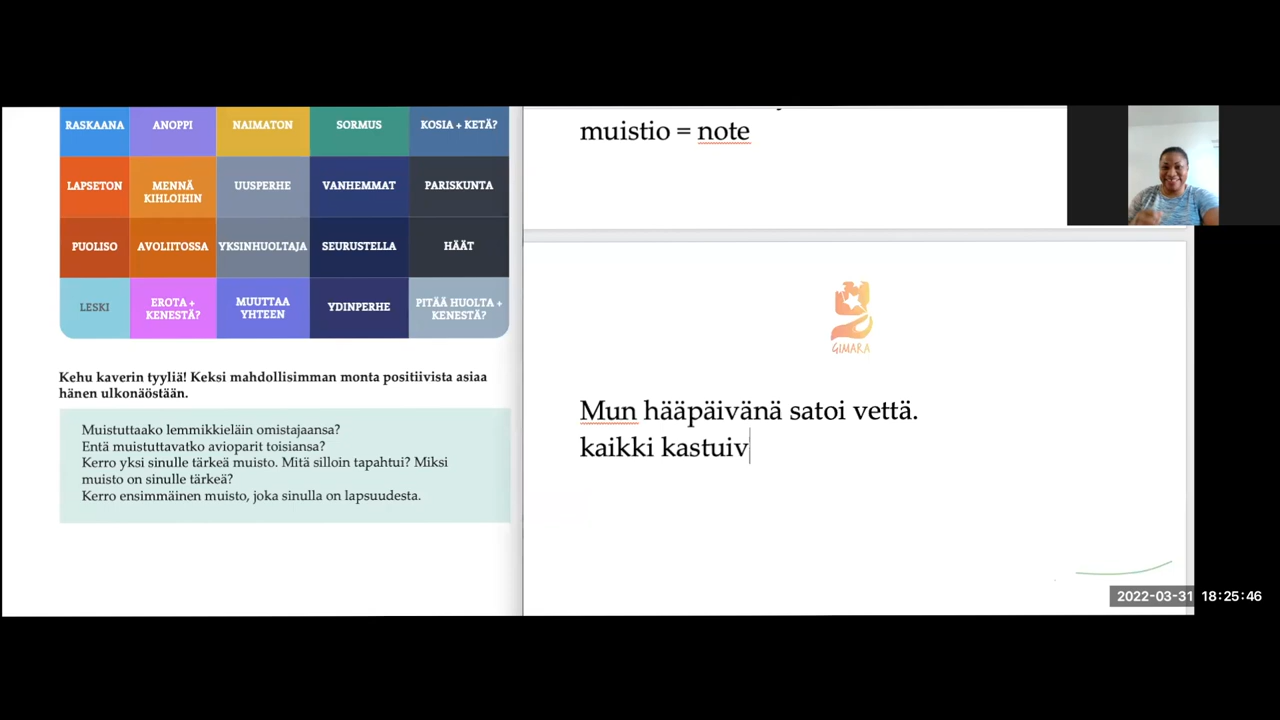 RASKAANA ANOPPI NAIMATON SORMUS KOSIA + KETÄ?
LAPSETON MENNÄ KIHLOIHIN UUSPERHE VANHEMMAT PARISKUNTA
PUOLISO AVOLIITOSSA YKSINHUOLTAJA SEURUSTELLA HÄÄT
LESKI EROTA + KENESTÄ? MUUTTAA YHTEEN YDINPERHE PITÄÄ HUOLTA + KENESTÄ?
Kehu kaverin tyyliä! Keksi mahdollisimman monta positiivista asiaa
hänen ulkonäöstään.
Muistuttaako lemmikkieläin omistajaansa?
Entä muistuttavatko avioparit toisiansa?
Kerro yksi sinulle tärkeä muisto. Mitä silloin tapahtui? Miksi
muisto on sinulle tärkeä?
Kerro ensimmäinen muisto, joka sinulla on lapsuudesta.
muistio = note
GIMARA
Mun hääpäivänä satoi vettä.
kaikki kastuiv
2022-03-31 18:25:46